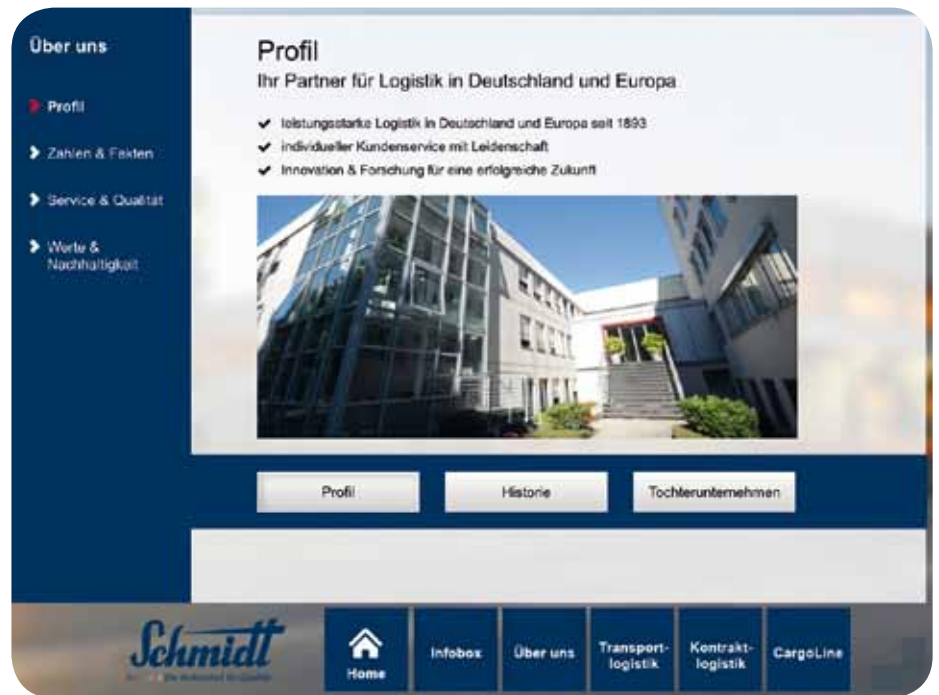 Über uns
Profil
Zahlen & Fakten
Service & Qualität
Werte &
Nachhaltigkeit
Profil
Ihr Partner für Logistik in Deutschland und Europa
leistungsstarke Logistik in Deutschland und Europa seit 1893
individueller Kundenservice mit Leidenschaft
Innovation & Forschung für eine erfolgreiche Zukunft
Profil
Historie
Tochterunternehmen
Schmidt
Home
Infobox
Über uns
Transport-
logistik
Kontrakt-
logistik
CargoLine